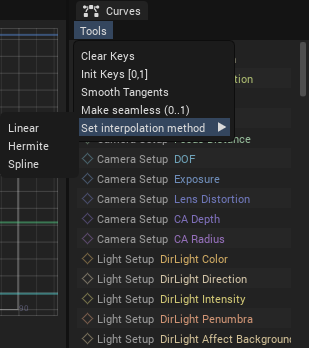 Curves
Tools
Clear Keys
Init Keys [0,1]
Smooth Tangents
Make seamless (0..1)
Set interpolation method
Linear
Hermite
Spline
Camera Setup DOF
Camera Setup Exposure
Camera Setup Lens Distortion
Camera Setup CA Depth
Camera Setup CA Radius
Light Setup DirLight Color
Light Setup DirLight Direction
Light Setup DirLight Intensity
Light Setup DirLight Penumbra
Light Setup DirLight Affect Background
90